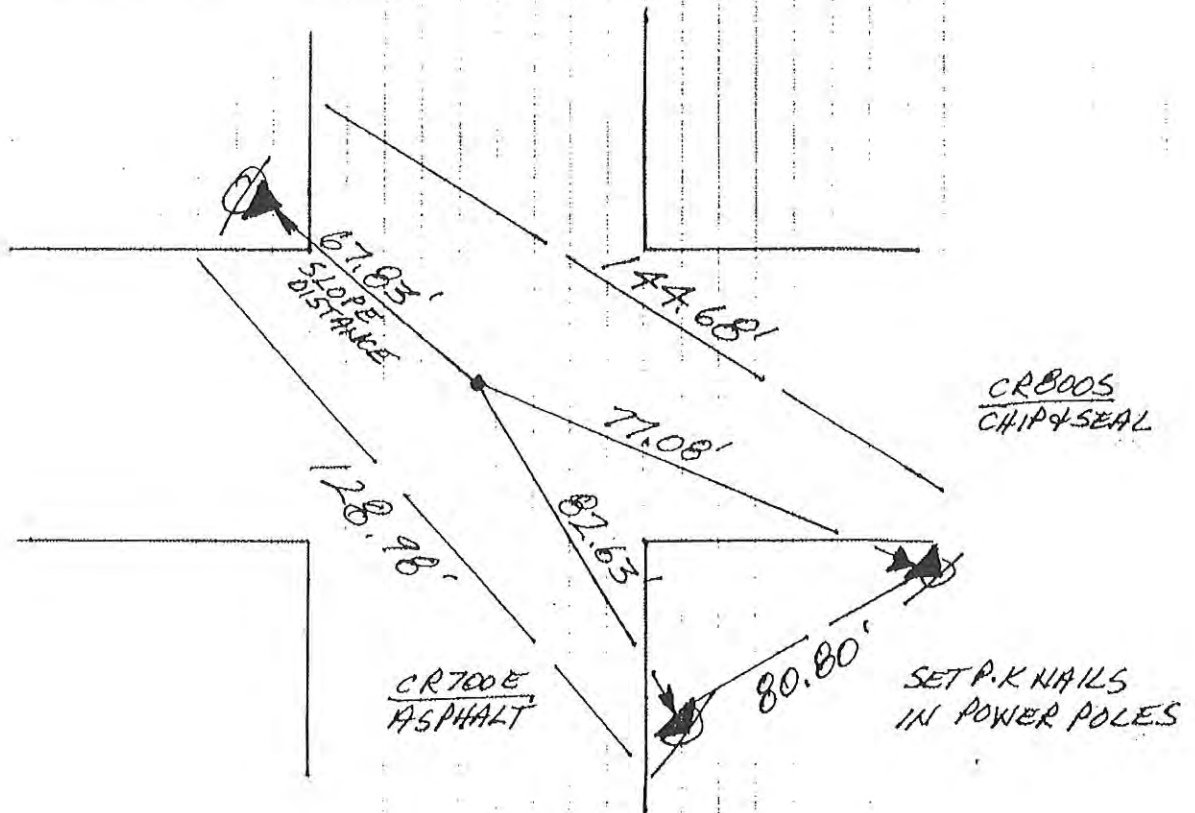 67.83'
SLOPE
DISTANCE
144.68'
CR800S
CHIP&SEAL
77.08'
82.63
128.98'
CR700E
ASPHALT
80.80'
SET P.K NAILS
IN POWER POLES